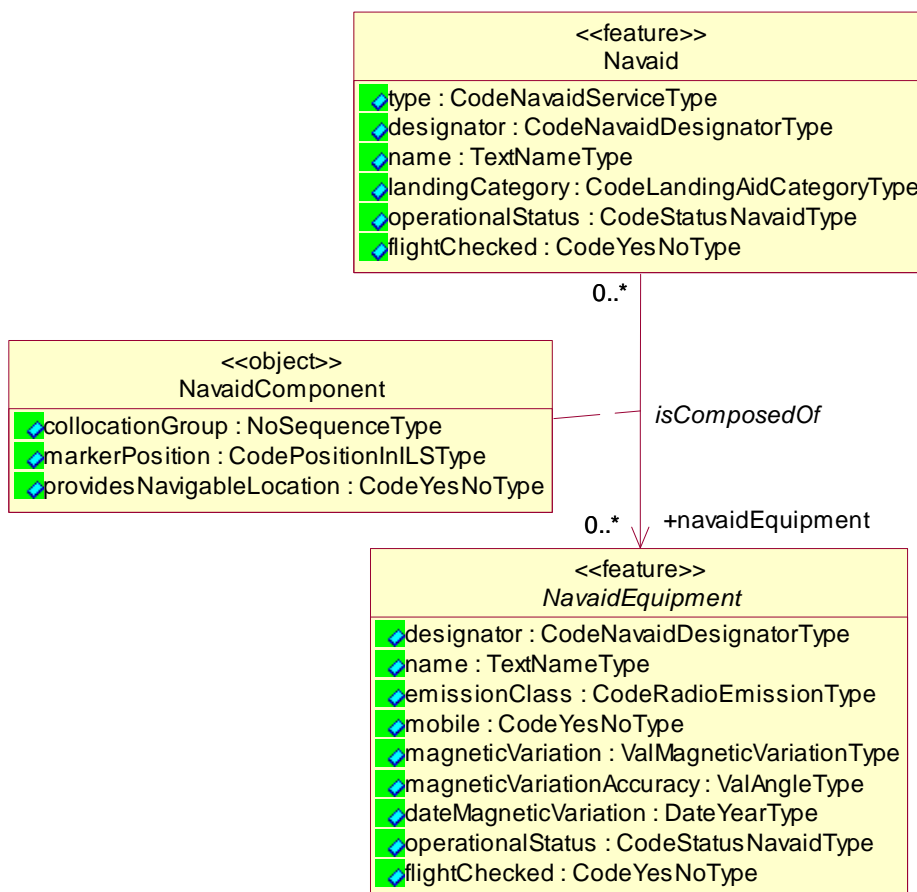 <<feature>>
Navaid
type : CodeNavaidServiceType
designator : CodeNavaidDesignatorType
name : TextNameType
landingCategory : CodeLandingAidCategoryType
operationalStatus : CodeStatusNavaidType
flightChecked : CodeYesNoType
0..*
<<object>>
NavaidComponent
collocationGroup : NoSequenceType
markerPosition : CodePositionInILSType
providesNavigableLocation : CodeYesNoType
isComposedOf
0..* +navaidEquipment
<<feature>>
NavaidEquipment
designator : CodeNavaidDesignatorType
name : TextNameType
emissionClass : CodeRadioEmissionType
mobile : CodeYesNoType
magneticVariation : ValMagneticVariationType
magneticVariationAccuracy : ValAngleType
dateMagneticVariation : DateYearType
operationalStatus : CodeStatusNavaidType
flightChecked : CodeYesNoType